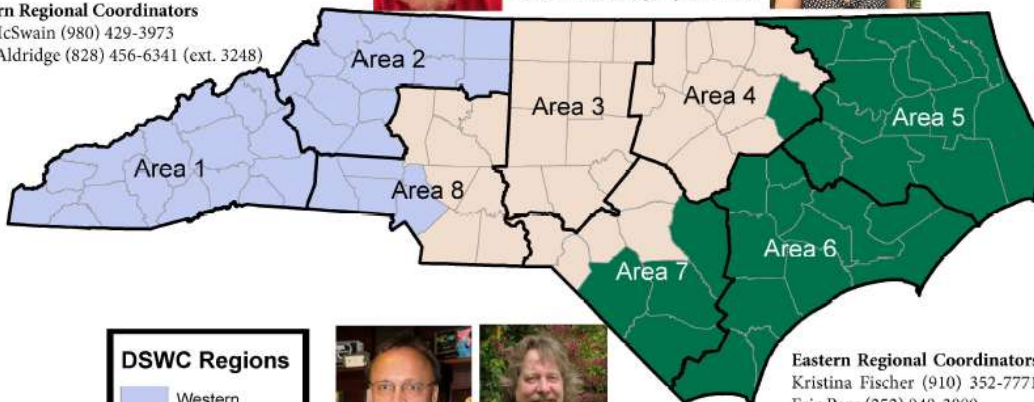 rn Regional Coordinators
McSwain (980) 429-3973
Aldridge (828) 456-6341 (ext. 3248)
Area 1
Area 2
Area 3
Area 4
Area 5
Area 6
Area 7
Area 8
DSWC Regions
Western
Eastern Regional Coordinators
Kristina Fischer (910) 352-7771